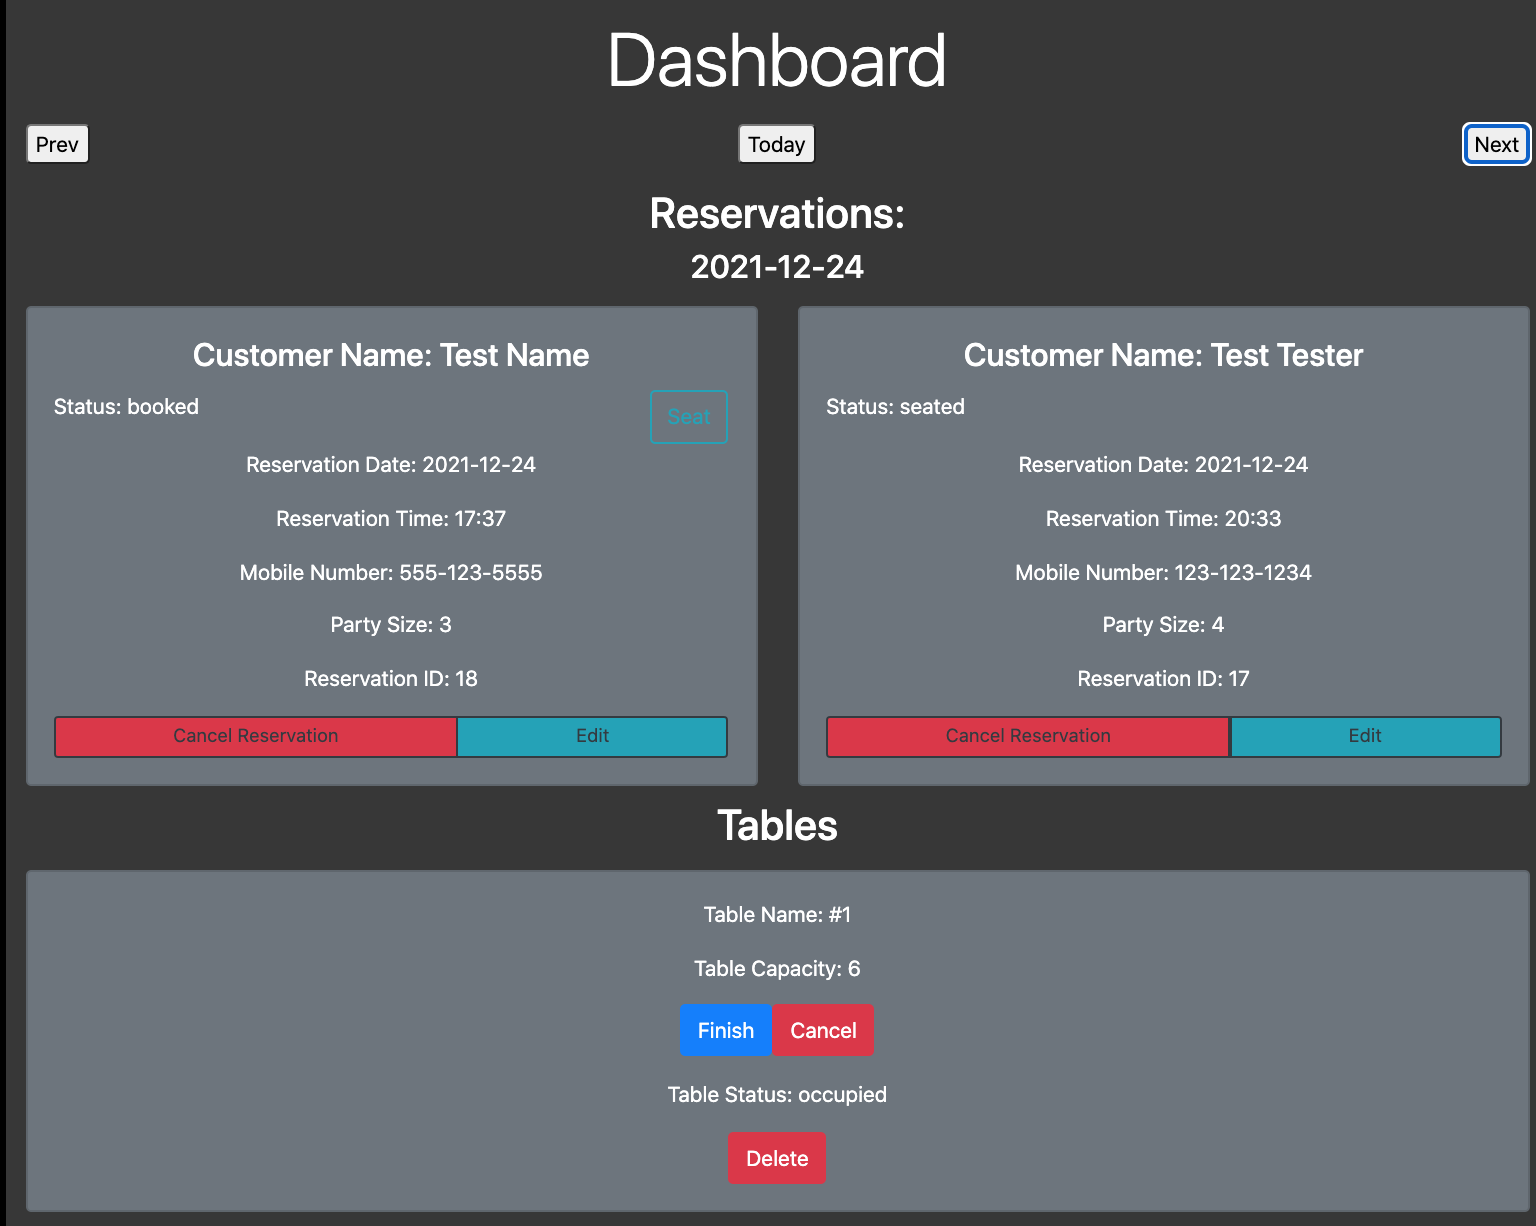 Dashboard
Prev
Today
Next
Reservations:
2021-12-24
Customer Name: Test Name
Status: booked
Seat
Reservation Date: 2021-12-24
Reservation Time: 17:37
Mobile Number: 555-123-5555
Party Size: 3
Reservation ID: 18
Cancel Reservation
Edit
Customer Name: Test Tester
Status: seated
Reservation Date: 2021-12-24
Reservation Time: 20:33
Mobile Number: 123-123-1234
Party Size: 4
Reservation ID: 17
Cancel Reservation
Edit
Tables
Table Name: #1
Table Capacity: 6
Finish
Cancel
Table Status: occupied
Delete